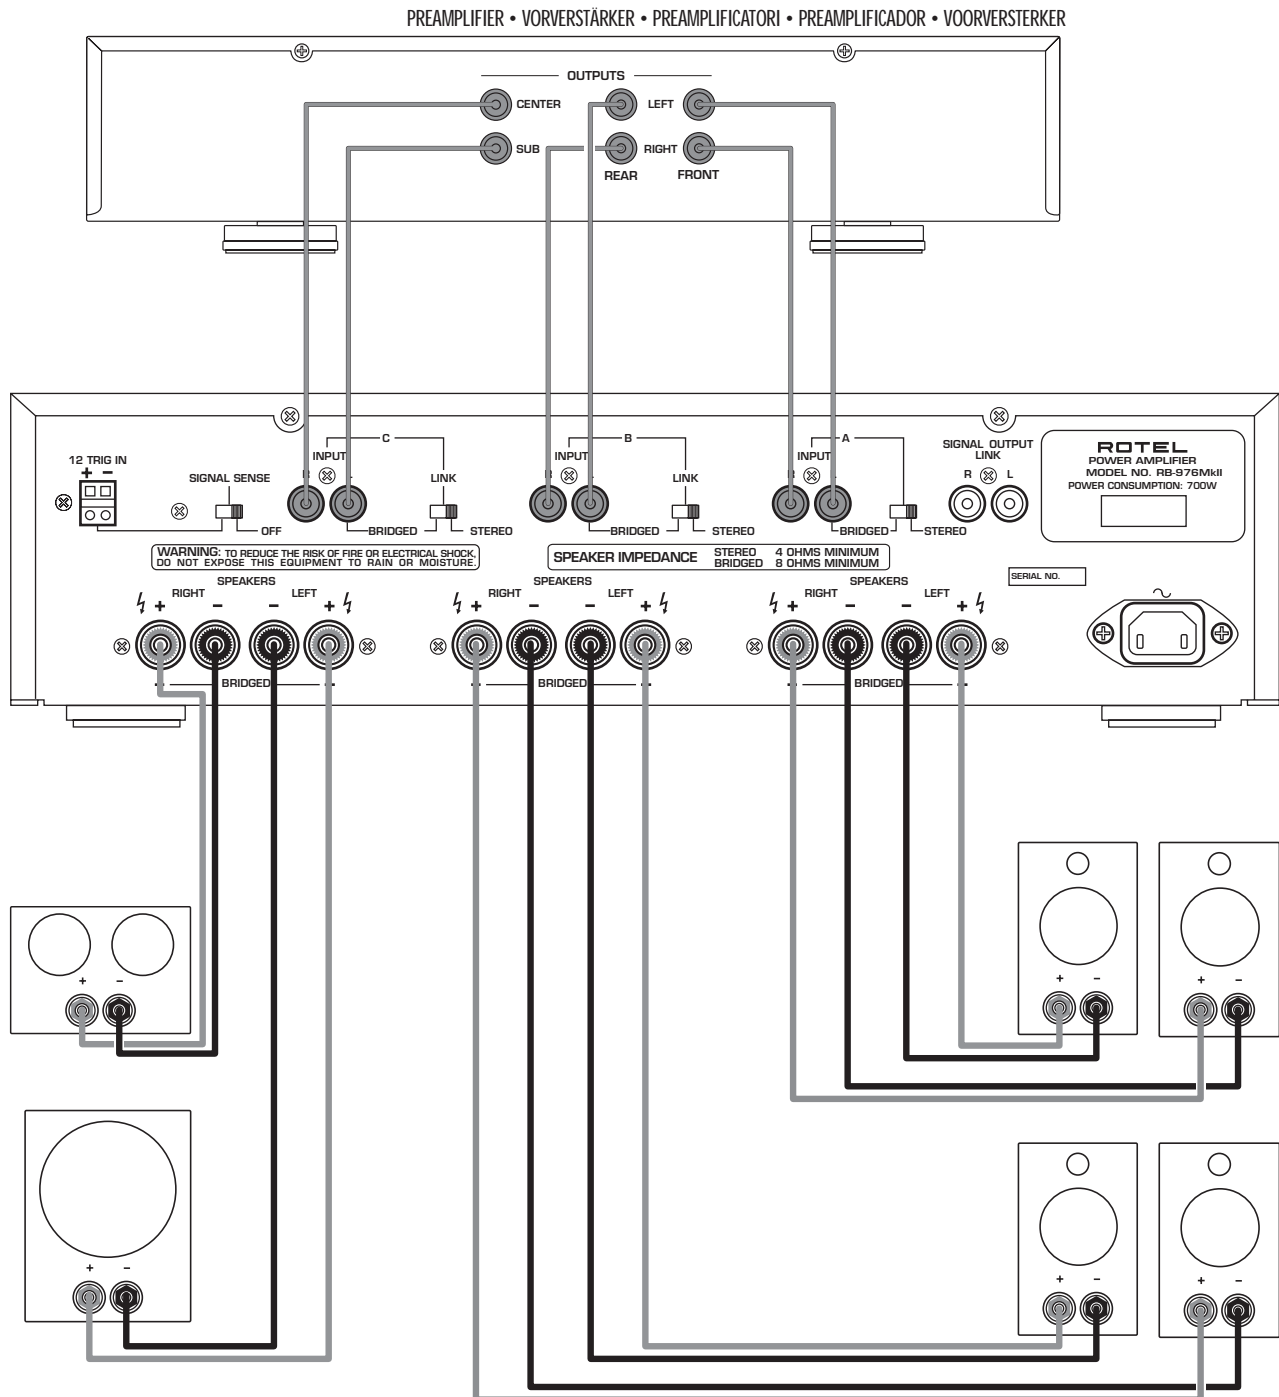 PREAMPLIFIER • VORVERSTÄRKER • PREAMPLIFICATORI • PREAMPLIFICADOR • VOORVERSTERKER
OUTPUTS
CENTER
LEFT
SUB
RIGHT
REAR
FRONT
12 TRIG IN
+ –
SIGNAL SENSE
OFF
C
INPUT
R L
LINK
BRIDGED
STEREO
B
INPUT
R L
LINK
BRIDGED
STEREO
A
INPUT
R L
BRIDGED
STEREO
SIGNAL OUTPUT
LINK
R L
ROTEL
POWER AMPLIFIER
MODEL NO. RB-976MkII
POWER CONSUMPTION: 700W
WARNING: TO REDUCE THE RISK OF FIRE OR ELECTRICAL SHOCK,
DO NOT EXPOSE THIS EQUIPMENT TO RAIN OR MOISTURE.
SPEAKER IMPEDANCE
STEREO 4 OHMS MINIMUM
BRIDGED 8 OHMS MINIMUM
SERIAL NO.
SPEAKERS
+ RIGHT – – LEFT +
BRIDGED
SPEAKERS
+ RIGHT – – LEFT +
BRIDGED
SPEAKERS
+ RIGHT – – LEFT +
BRIDGED
+ –
+ –
+ –
+ –
+ –
+ –